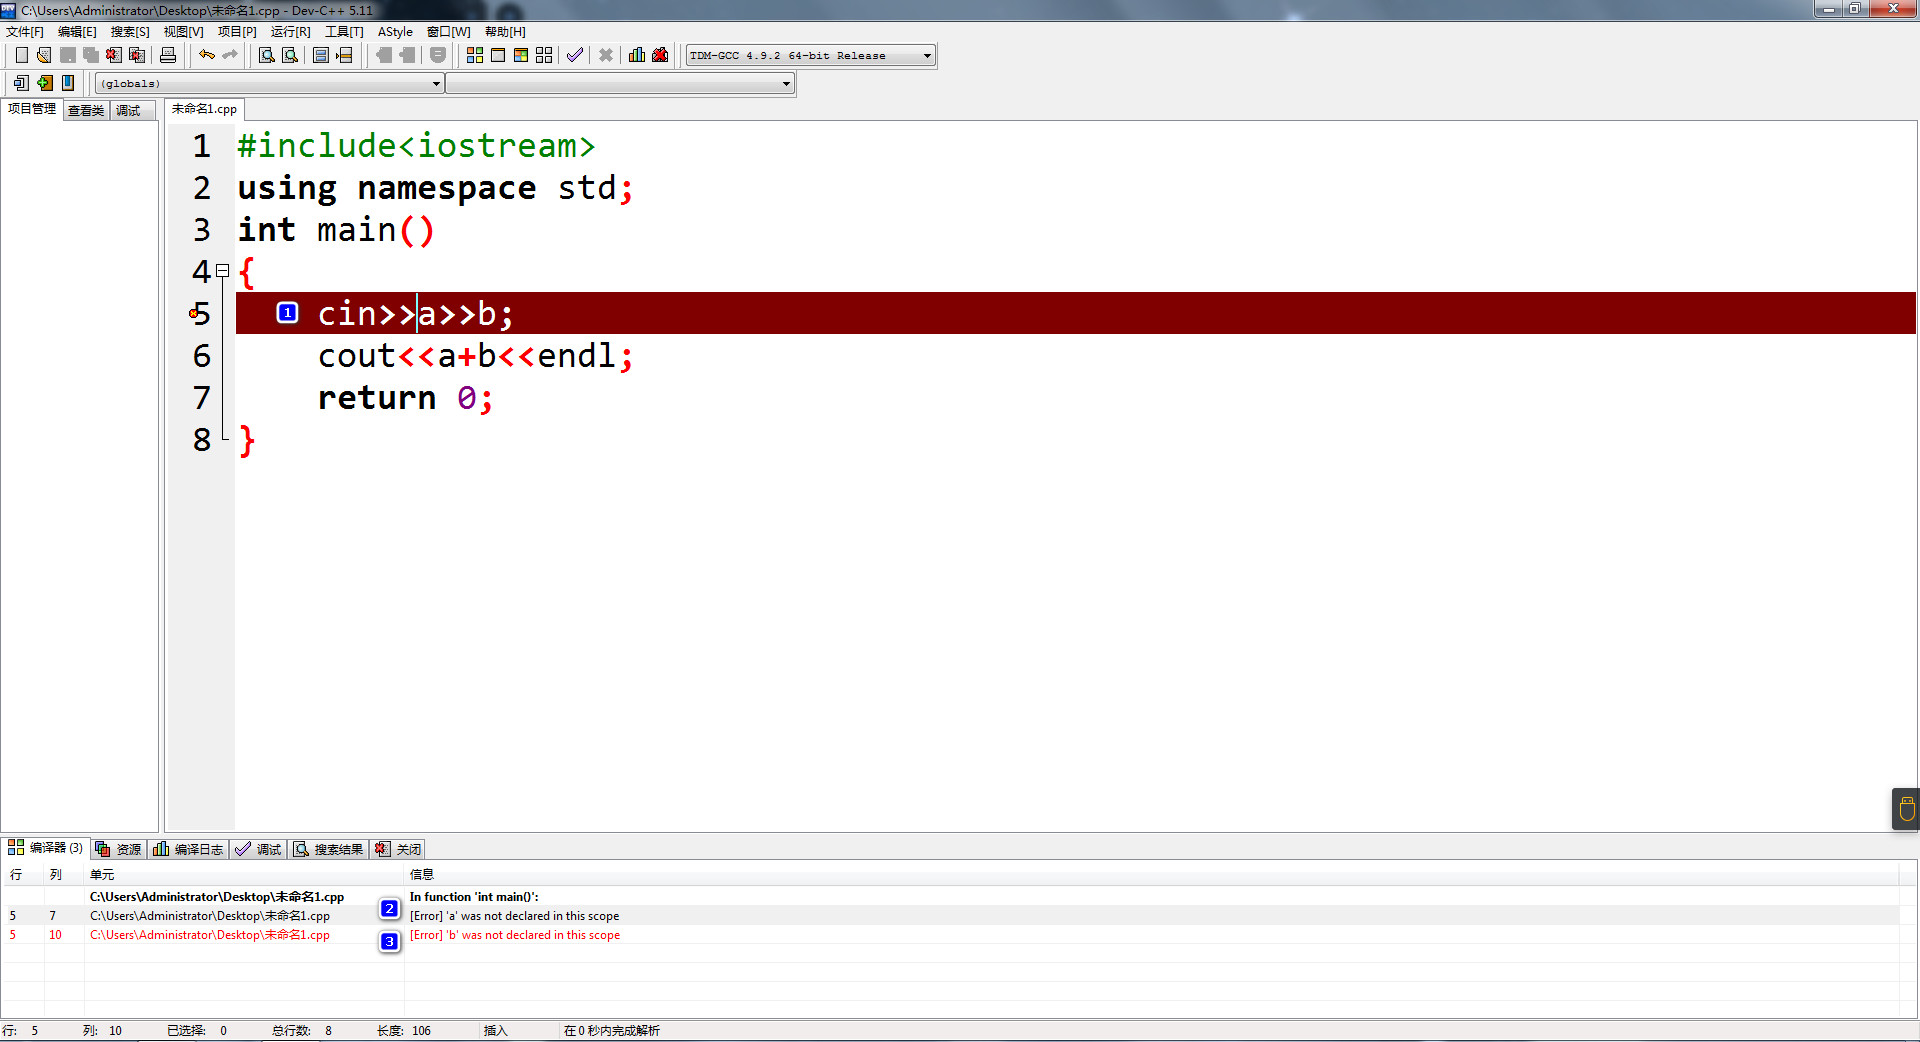 C:\Users\Administrator\Desktop\未命名1.cpp - Dev-C++ 5.11
文件[F] 编辑[E] 搜索[S] 视图[V] 项目[P] 运行[R] 工具[T] AStyle 窗口[W] 帮助[H]
TDM-GCC 4.9.2 64-bit Release
(globals)
项目管理 查看类 调试 未命名1.cpp
1 #include<iostream>
2 using namespace std;
3 int main()
4 {
5 1 cin>>a>>b;
6 cout<<a+b<<endl;
7 return 0;
8 }
编译器 (3) 资源 编译日志 调试 搜索结果 关闭
行 列 单元 信息
C:\Users\Administrator\Desktop\未命名1.cpp In function 'int main()':
5 7 C:\Users\Administrator\Desktop\未命名1.cpp 2 [Error] 'a' was not declared in this scope
5 10 C:\Users\Administrator\Desktop\未命名1.cpp 3 [Error] 'b' was not declared in this scope
行: 5 列: 10 已选择: 0 总行数: 8 长度: 106 插入 在 0 秒内完成解析